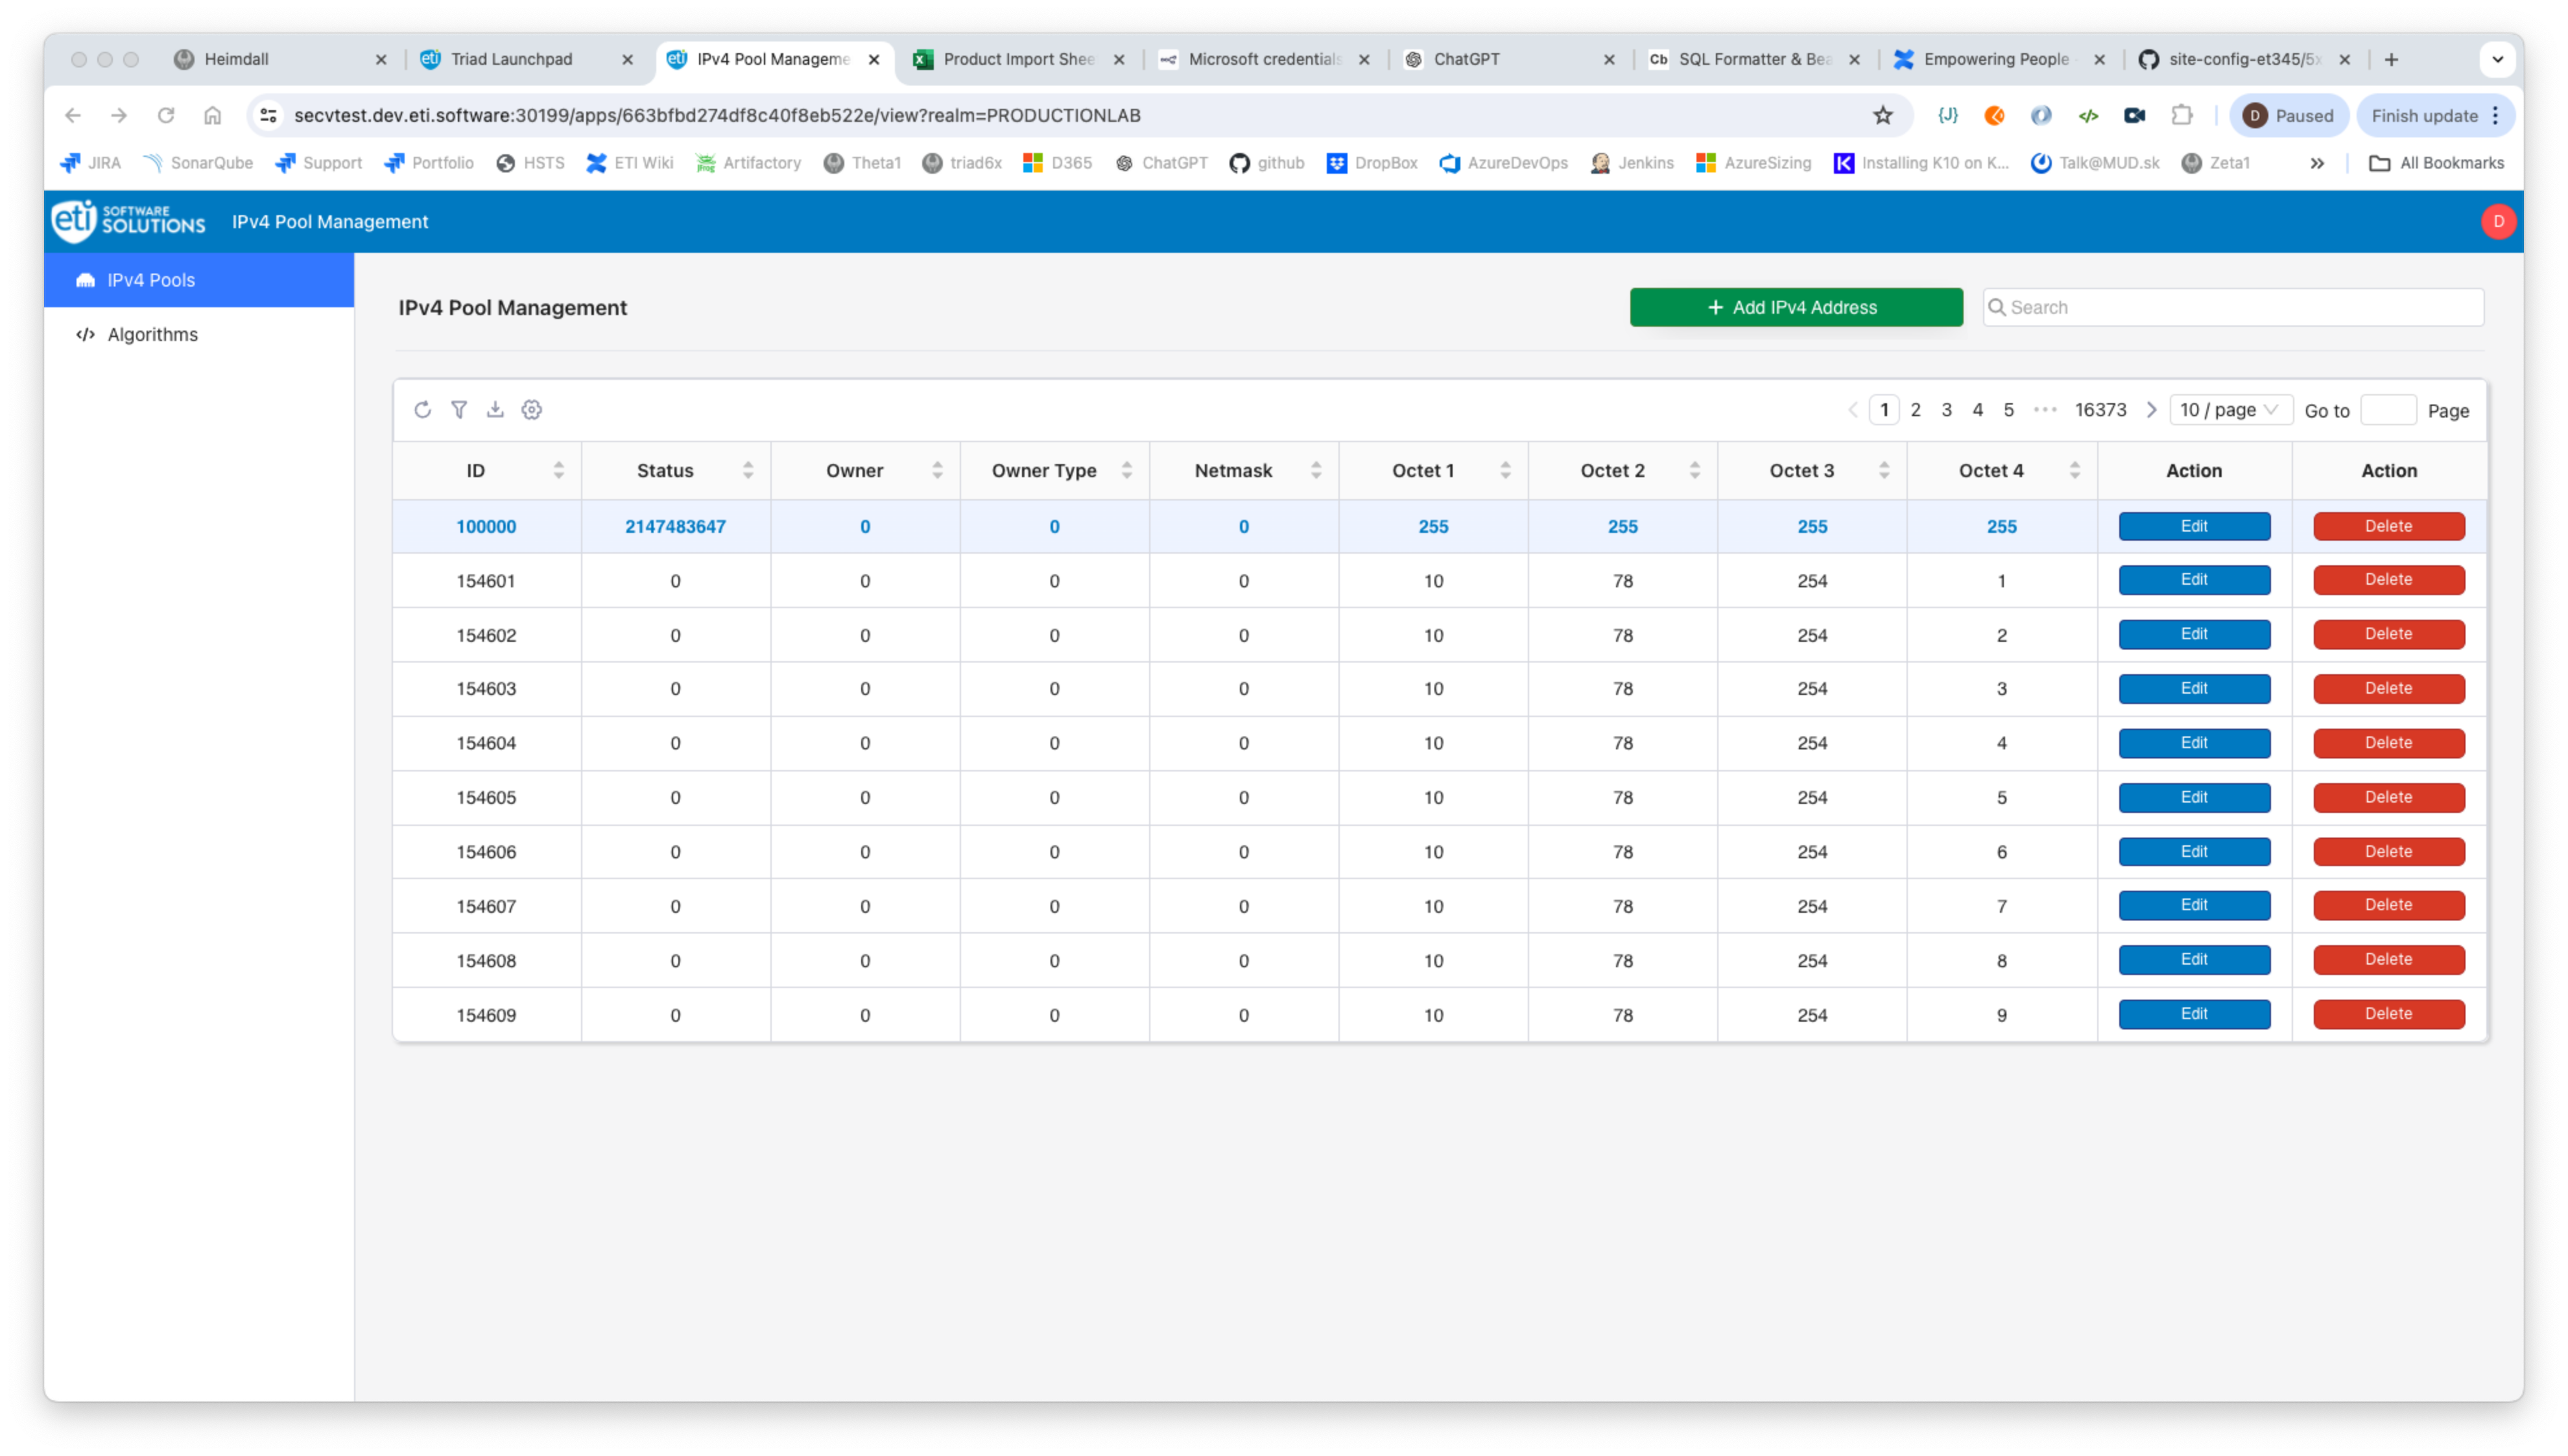 Heimdall Triad Launchpad IPv4 Pool Manageme Product Import Shee Microsoft credentials ChatGPT Cb SQL Formatter & Bea Empowering People - site-config-et345/5x
secvtest.dev.eti.software:30199/apps/663bfbd274df8c40f8eb522e/view?realm=PRODUCTIONLAB {J} </> D Paused Finish update
JIRA SonarQube Support Portfolio HSTS ETI Wiki Artifactory Theta1 triad6x D365 ChatGPT github DropBox AzureDevOps Jenkins AzureSizing Installing K10 on K... Talk@MUD.sk Zeta1 » All Bookmarks
eti SOFTWARE SOLUTIONS IPv4 Pool Management D
IPv4 Pools
</> Algorithms
IPv4 Pool Management + Add IPv4 Address Search
1 2 3 4 5 ••• 16373 10 / page Go to Page
ID Status Owner Owner Type Netmask Octet 1 Octet 2 Octet 3 Octet 4 Action Action
100000 2147483647 0 0 0 255 255 255 255 Edit Delete
154601 0 0 0 0 10 78 254 1 Edit Delete
154602 0 0 0 0 10 78 254 2 Edit Delete
154603 0 0 0 0 10 78 254 3 Edit Delete
154604 0 0 0 0 10 78 254 4 Edit Delete
154605 0 0 0 0 10 78 254 5 Edit Delete
154606 0 0 0 0 10 78 254 6 Edit Delete
154607 0 0 0 0 10 78 254 7 Edit Delete
154608 0 0 0 0 10 78 254 8 Edit Delete
154609 0 0 0 0 10 78 254 9 Edit Delete